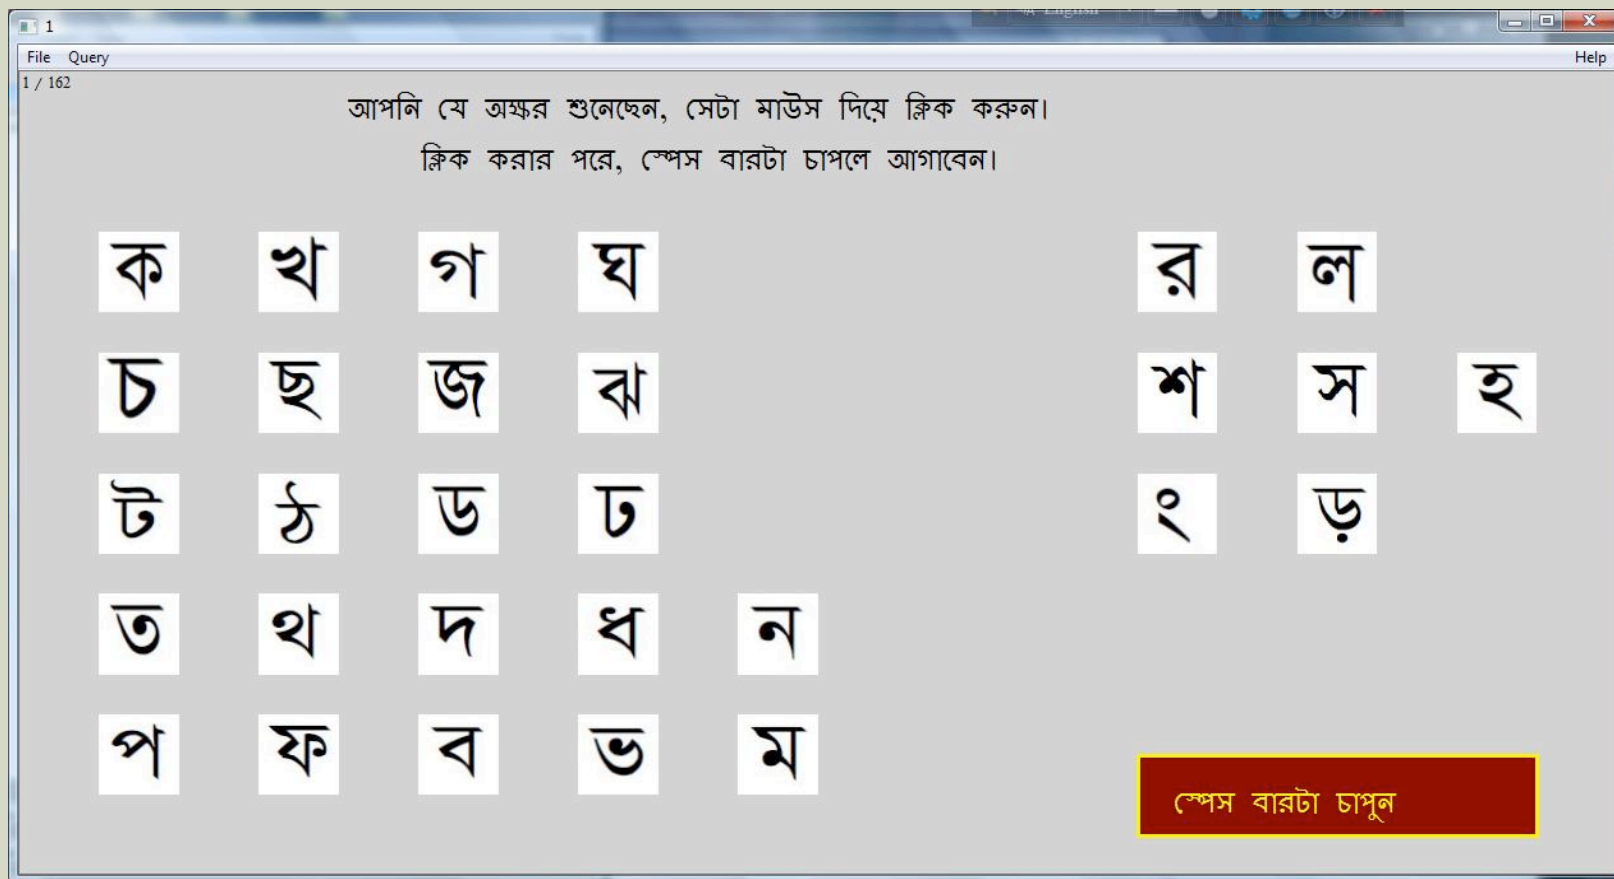 1
File Query Help
1 / 162
আপনি যে অক্ষর শুনেছেন, সেটা মাউস দিয়ে ক্লিক করুন।
ক্লিক করার পরে, স্পেস বারটা চাপলে আগাবেন।
ক খ গ ঘ র ল
চ ছ জ ঝ শ স হ
ট ঠ ড ঢ ং ড়
ত থ দ ধ ন
প ফ ব ভ ম
স্পেস বারটা চাপুন